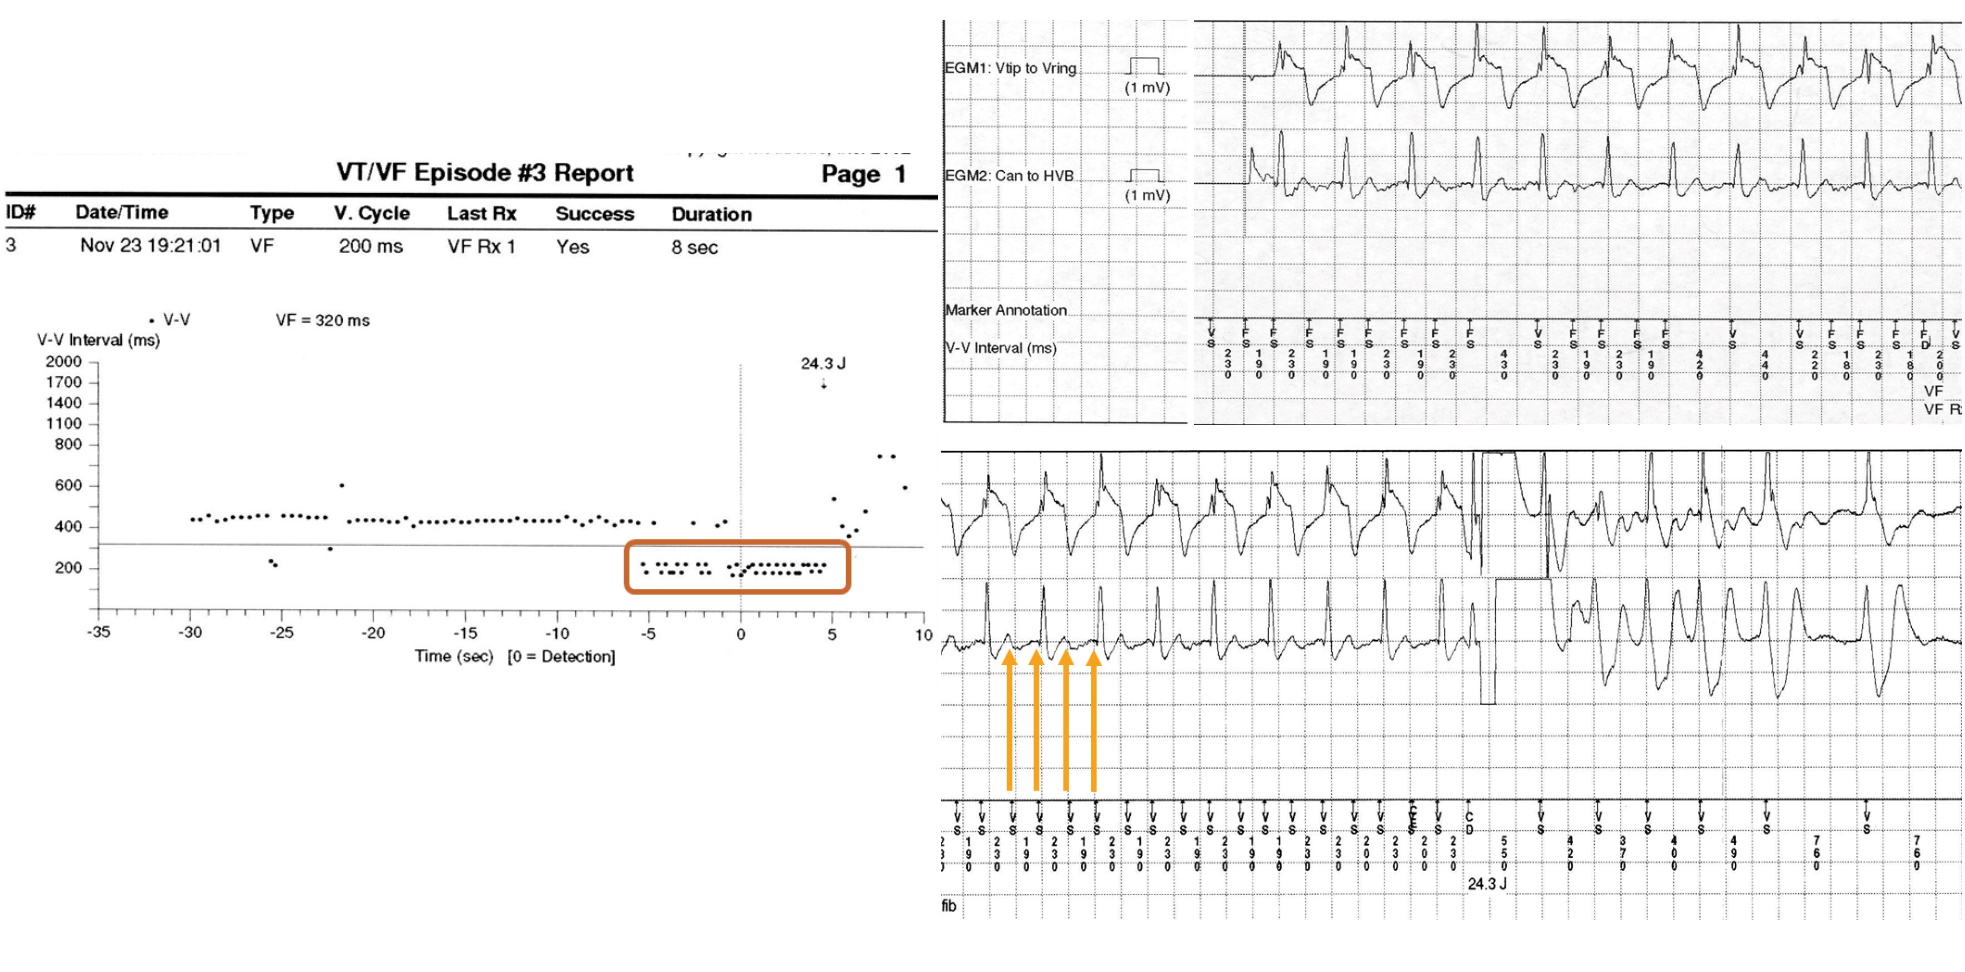 VT/VF Episode #3 Report Page 1
ID# Date/Time Type V. Cycle Last Rx Success Duration
3 Nov 23 19:21:01 VF 200 ms VF Rx 1 Yes 8 sec
V-V VF = 320 ms
V-V Interval (ms)
24.3 J
2000
1700
1400
1100
800
600
400
200
-35 -30 -25 -20 -15 -10 -5 0 5 10
Time (sec) [0 = Detection]
EGM1: Vtip to Vring
(1 mV)
EGM2: Can to HVB
(1 mV)
Marker Annotation
VS FS FS FS FS FS FS FS FS VS FS FS FS FS VS VS FS FS FS FD VS
V-V Interval (ms)
230 190 230 190 190 230 190 230 430 230 190 230 190 420 440 220 180 230 180 200
VF
VF R
VS VS VS VS VS VS VS VS VS VS VS VS VS VS VS VS VS CD VS VS VS VS VS VS
190 230 190 230 190 230 190 230 190 230 190 190 230 230 200 230 200 230 550 420 370 400 490 760 760
24.3 J
fib